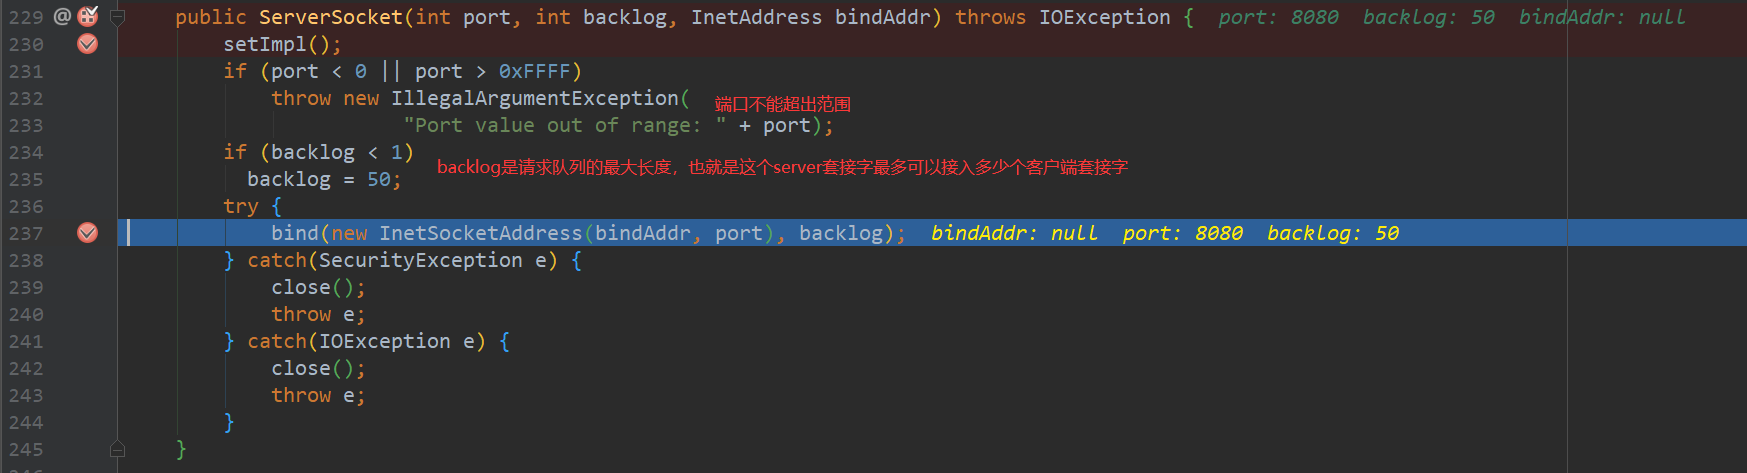 229 @ public ServerSocket(int port, int backlog, InetAddress bindAddr) throws IOException { port: 8080 backlog: 50 bindAddr: null
230 setImpl();
231 if (port < 0 || port > 0xFFFF)
232 throw new IllegalArgumentException( 端口不能超出范围
233 "Port value out of range: " + port);
234 if (backlog < 1) backlog是请求队列的最大长度，也就是这个server套接字最多可以接入多少个客户端套接字
235 backlog = 50;
236 try {
237 bind(new InetSocketAddress(bindAddr, port), backlog); bindAddr: null port: 8080 backlog: 50
238 } catch(SecurityException e) {
239 close();
240 throw e;
241 } catch(IOException e) {
242 close();
243 throw e;
244 }
245 }